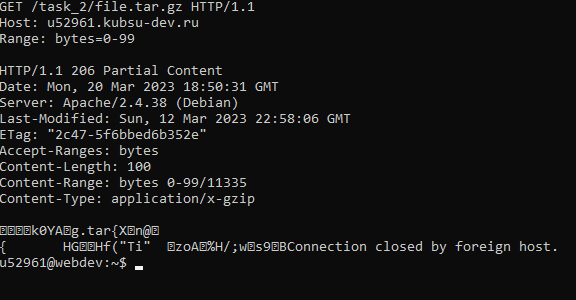 GET /task_2/file.tar.gz HTTP/1.1
Host: u52961.kubsu-dev.ru
Range: bytes=0-99
HTTP/1.1 206 Partial Content
Date: Mon, 20 Mar 2023 18:50:31 GMT
Server: Apache/2.4.38 (Debian)
Last-Modified: Sun, 12 Mar 2023 22:58:06 GMT
ETag: "2c47-5f6bbed6b352e"
Accept-Ranges: bytes
Content-Length: 100
Content-Range: bytes 0-99/11335
Content-Type: application/x-gzip
k0YA g.tar{X n@
{ HG Hf("Ti" zoA %H/;w s9 BConnection closed by foreign host.
u52961@webdev:~$